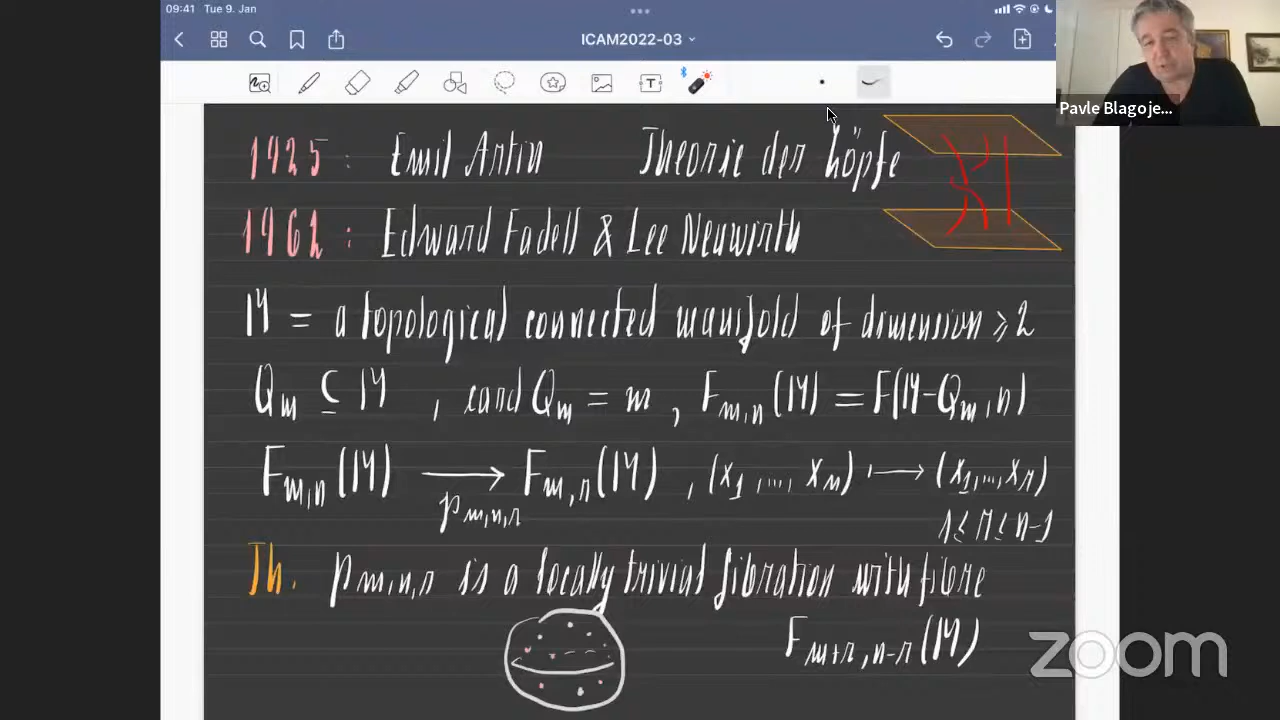 09:41 Tue 9. Jan
ICAM2022-03
Pavle Blagoje...
1925 : Emil Artin Theorie der Zöpfe
1962 : Edward Fadell & Lee Neuwirth
M = a topological connected manifold of dimension ≥ 2
Qm ⊆ M , card Qm = m , Fm,n(M) = F(M-Qm, n)
Fm,n(M) ⟶ Fm,r(M) , (x1, ..., xn) ⟼ (x1, ..., xr)
pm,n,r 1 ≤ r ≤ n-1
Th. pm,n,r is a locally trivial fibration with fibre
Fm+r, n-r(M)
zoom